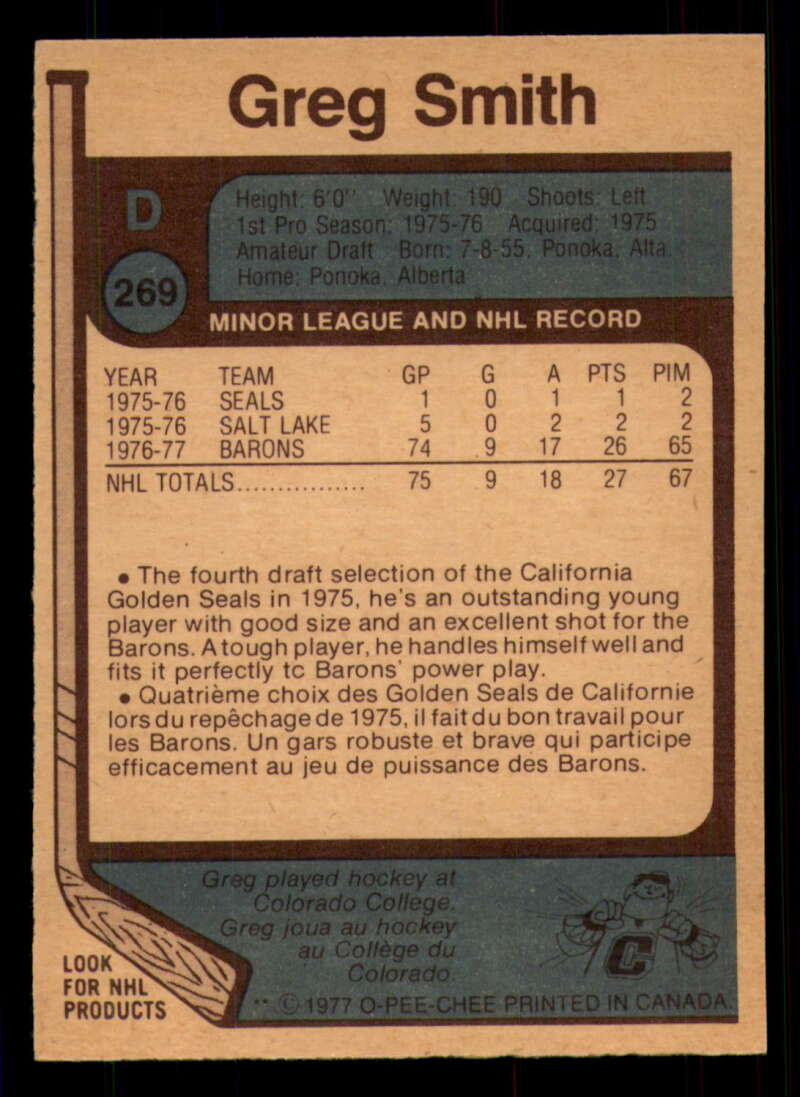 Greg Smith
D
269
Height: 6'0'' Weight: 190 Shoots: Left
1st Pro Season: 1975-76 Acquired: 1975
Amateur Draft Born: 7-8-55, Ponoka, Alta.
Home: Ponoka, Alberta
MINOR LEAGUE AND NHL RECORD
YEAR TEAM GP G A PTS PIM
1975-76 SEALS 1 0 1 1 2
1975-76 SALT LAKE 5 0 2 2 2
1976-77 BARONS 74 9 17 26 65
NHL TOTALS................ 75 9 18 27 67
• The fourth draft selection of the California
Golden Seals in 1975, he's an outstanding young
player with good size and an excellent shot for the
Barons. A tough player, he handles himself well and
fits it perfectly tc Barons' power play.
• Quatrième choix des Golden Seals de Californie
lors du repêchage de 1975, il fait du bon travail pour
les Barons. Un gars robuste et brave qui participe
efficacement au jeu de puissance des Barons.
Greg played hockey at
Colorado College.
Greg joua au hockey
au Collège du
Colorado.
C
LOOK
FOR NHL
PRODUCTS
** © 1977 O-PEE-CHEE PRINTED IN CANADA.